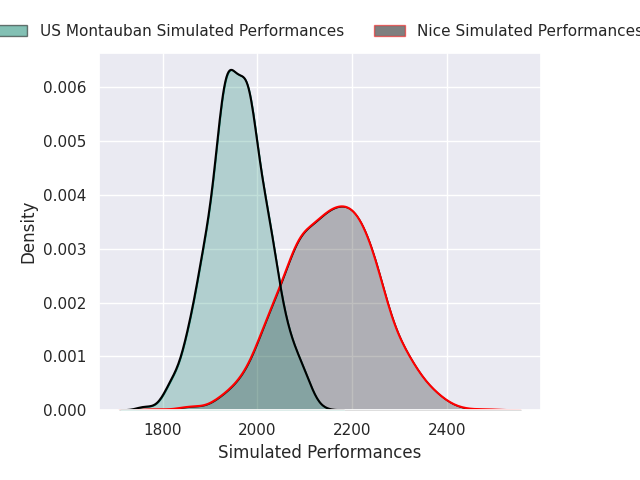 US Montauban Simulated Performances
Nice Simulated Performances
0.006
0.005
0.004
0.003
0.002
0.001
0.000
Density
1800
2000
2200
2400
Simulated Performances